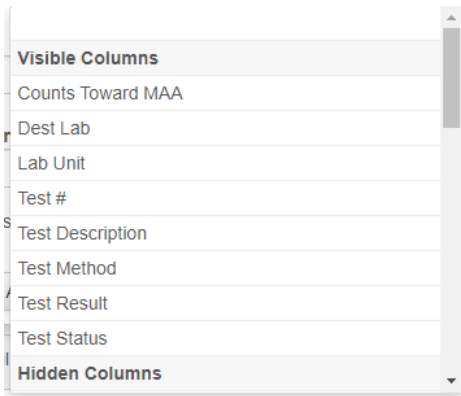 Visible Columns
Counts Toward MAA
Dest Lab
Lab Unit
Test #
Test Description
Test Method
Test Result
Test Status
Hidden Columns